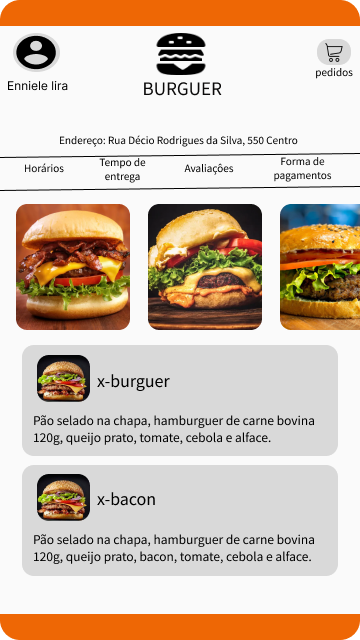 Enniele lira
BURGUER
pedidos
Endereço: Rua Décio Rodrigues da Silva, 550 Centro
Horários
Tempo de
entrega
Avaliações
Forma de
pagamentos
x-burguer
Pão selado na chapa, hamburguer de carne bovina
120g, queijo prato, tomate, cebola e alface.
x-bacon
Pão selado na chapa, hamburguer de carne bovina
120g, queijo prato, bacon, tomate, cebola e alface.